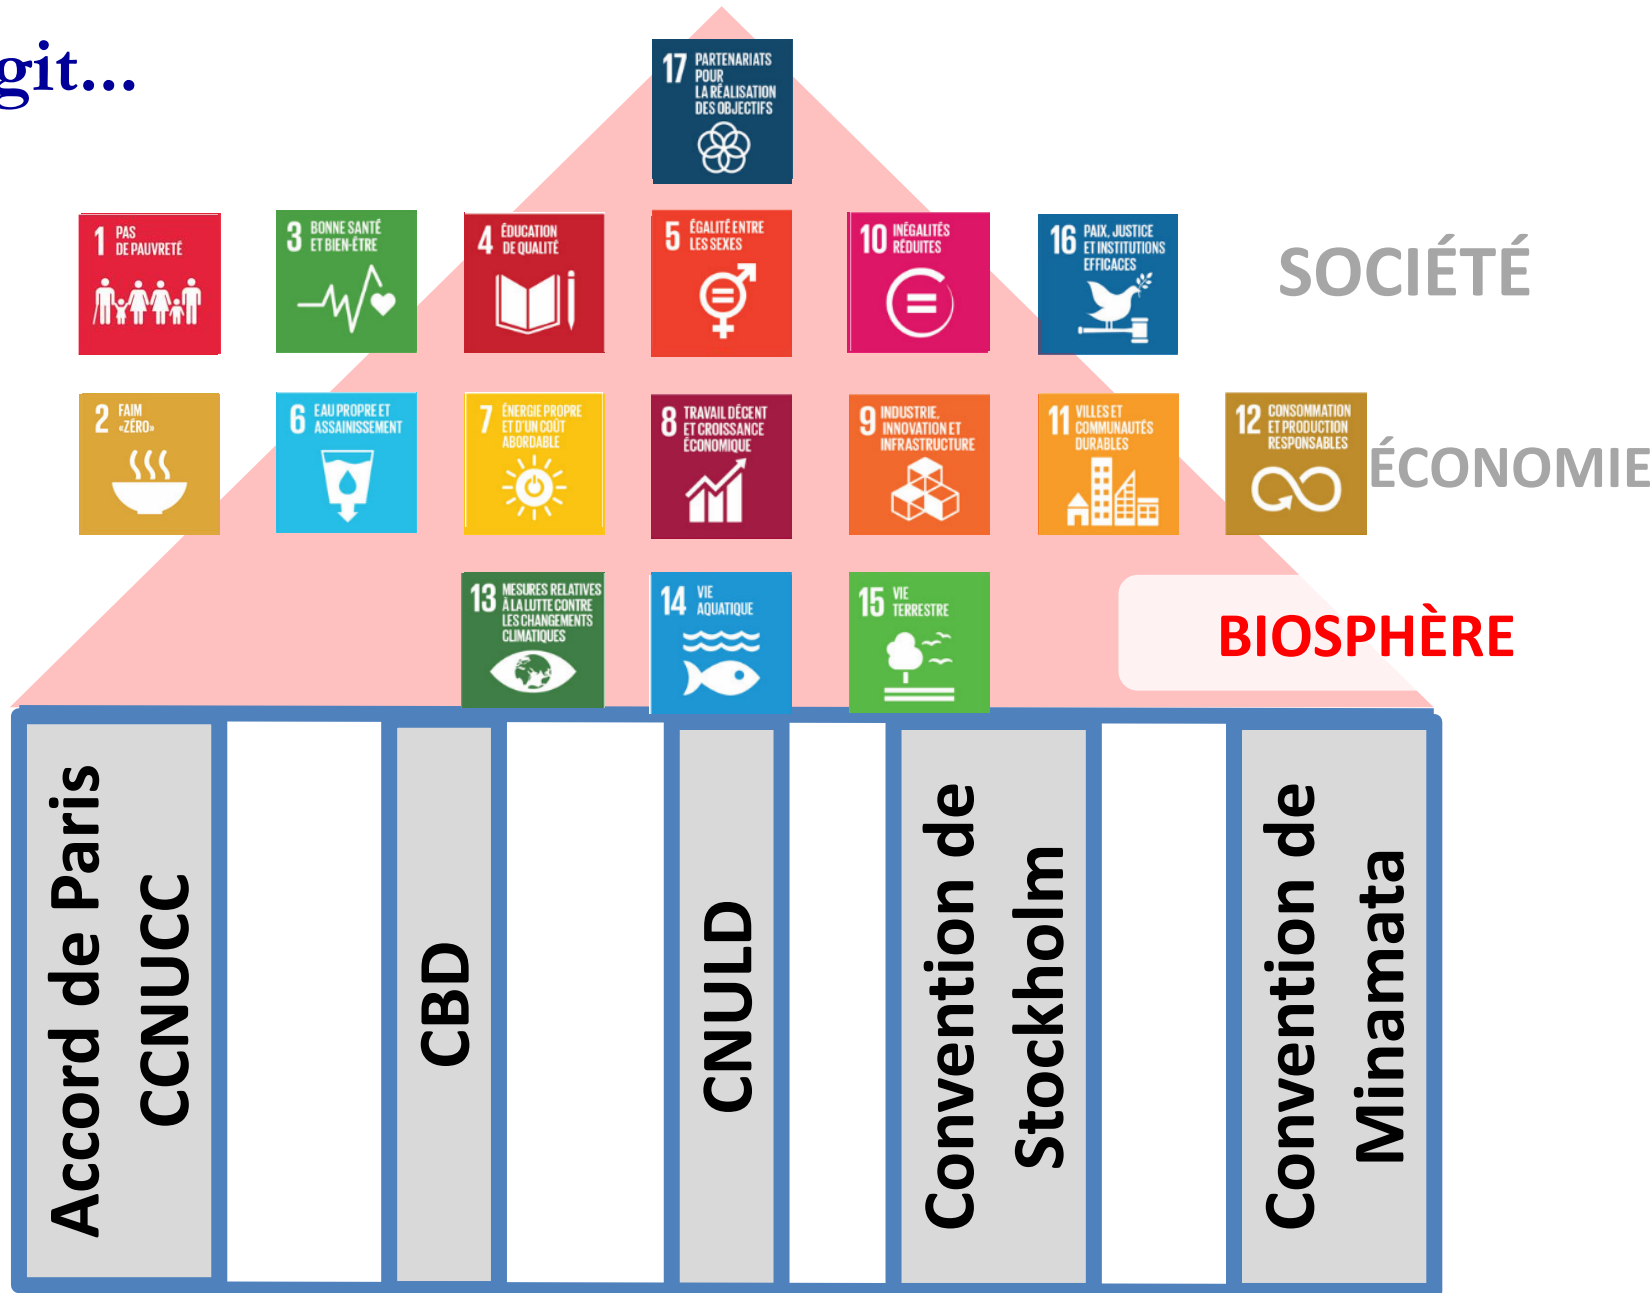 git...
17 PARTENARIATS
POUR
LA RÉALISATION
DES OBJECTIFS
1 PAS
DE PAUVRETÉ
3 BONNE SANTÉ
ET BIEN-ÊTRE
4 ÉDUCATION
DE QUALITÉ
5 ÉGALITÉ ENTRE
LES SEXES
10 INÉGALITÉS
RÉDUITES
16 PAIX, JUSTICE
ET INSTITUTIONS
EFFICACES
SOCIÉTÉ
2 FAIM
«ZÉRO»
6 EAU PROPRE ET
ASSAINISSEMENT
7 ÉNERGIE PROPRE
ET D'UN COÛT
ABORDABLE
8 TRAVAIL DÉCENT
ET CROISSANCE
ÉCONOMIQUE
9 INDUSTRIE,
INNOVATION ET
INFRASTRUCTURE
11 VILLES ET
COMMUNAUTÉS
DURABLES
12 CONSOMMATION
ET PRODUCTION
RESPONSABLES
ÉCONOMIE
13 MESURES RELATIVES
À LA LUTTE CONTRE
LES CHANGEMENTS
CLIMATIQUES
14 VIE
AQUATIQUE
15 VIE
TERRESTRE
BIOSPHÈRE
Accord de Paris
CCNUCC
CBD
CNULD
Convention de
Stockholm
Convention de
Minamata